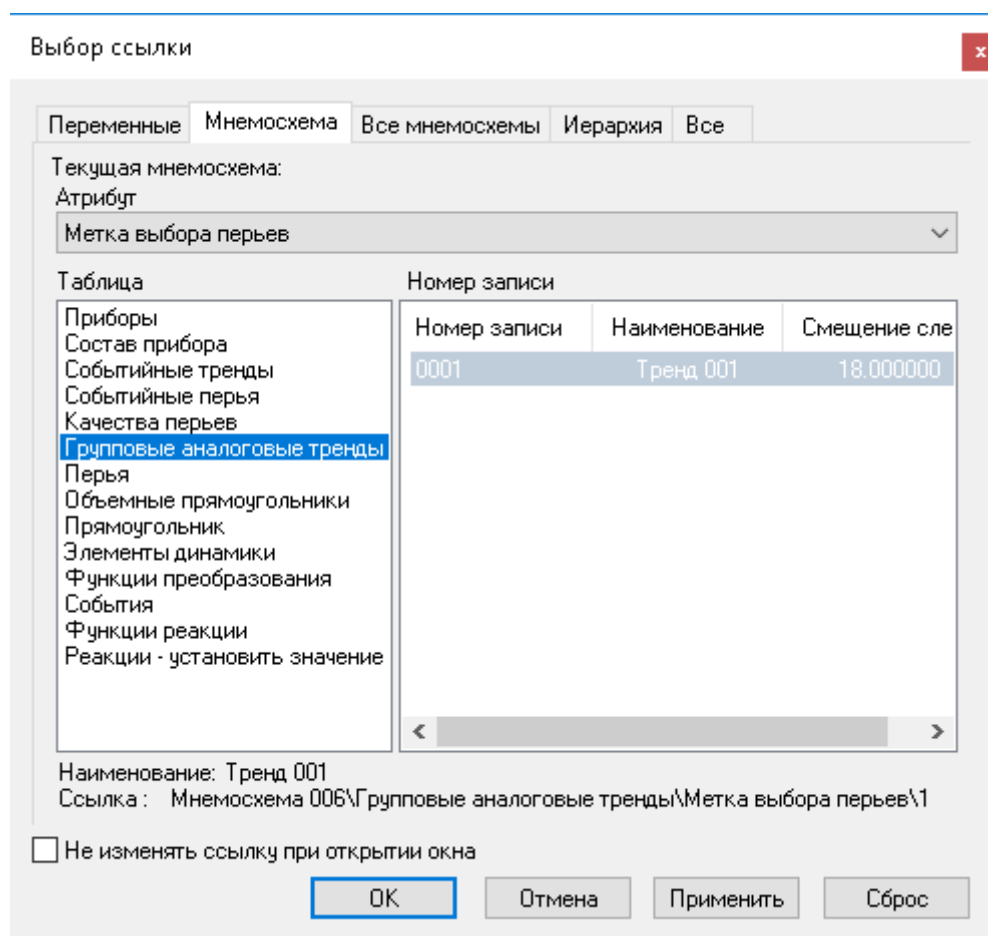 Выбор ссылки
x
Переменные Мнемосхема Все мнемосхемы Иерархия Все
Текущая мнемосхема:
Атрибут
Метка выбора перьев
Таблица Номер записи
Приборы
Состав прибора
Событийные тренды
Событийные перья
Качества перьев
Групповые аналоговые тренды
Перья
Объемные прямоугольники
Прямоугольник
Элементы динамики
Функции преобразования
События
Функции реакции
Реакции - установить значение
Номер записи Наименование Смещение сле
0001 Тренд 001 18.000000
Наименование: Тренд 001
Ссылка : Мнемосхема 006\Групповые аналоговые тренды\Метка выбора перьев\1
Не изменять ссылку при открытии окна
OK Отмена Применить Сброс